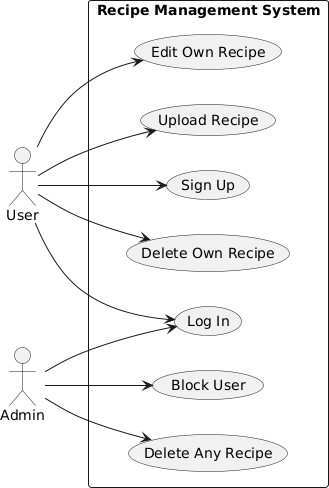 Recipe Management System
Edit Own Recipe
Upload Recipe
Sign Up
User
Delete Own Recipe
Log In
Block User
Admin
Delete Any Recipe